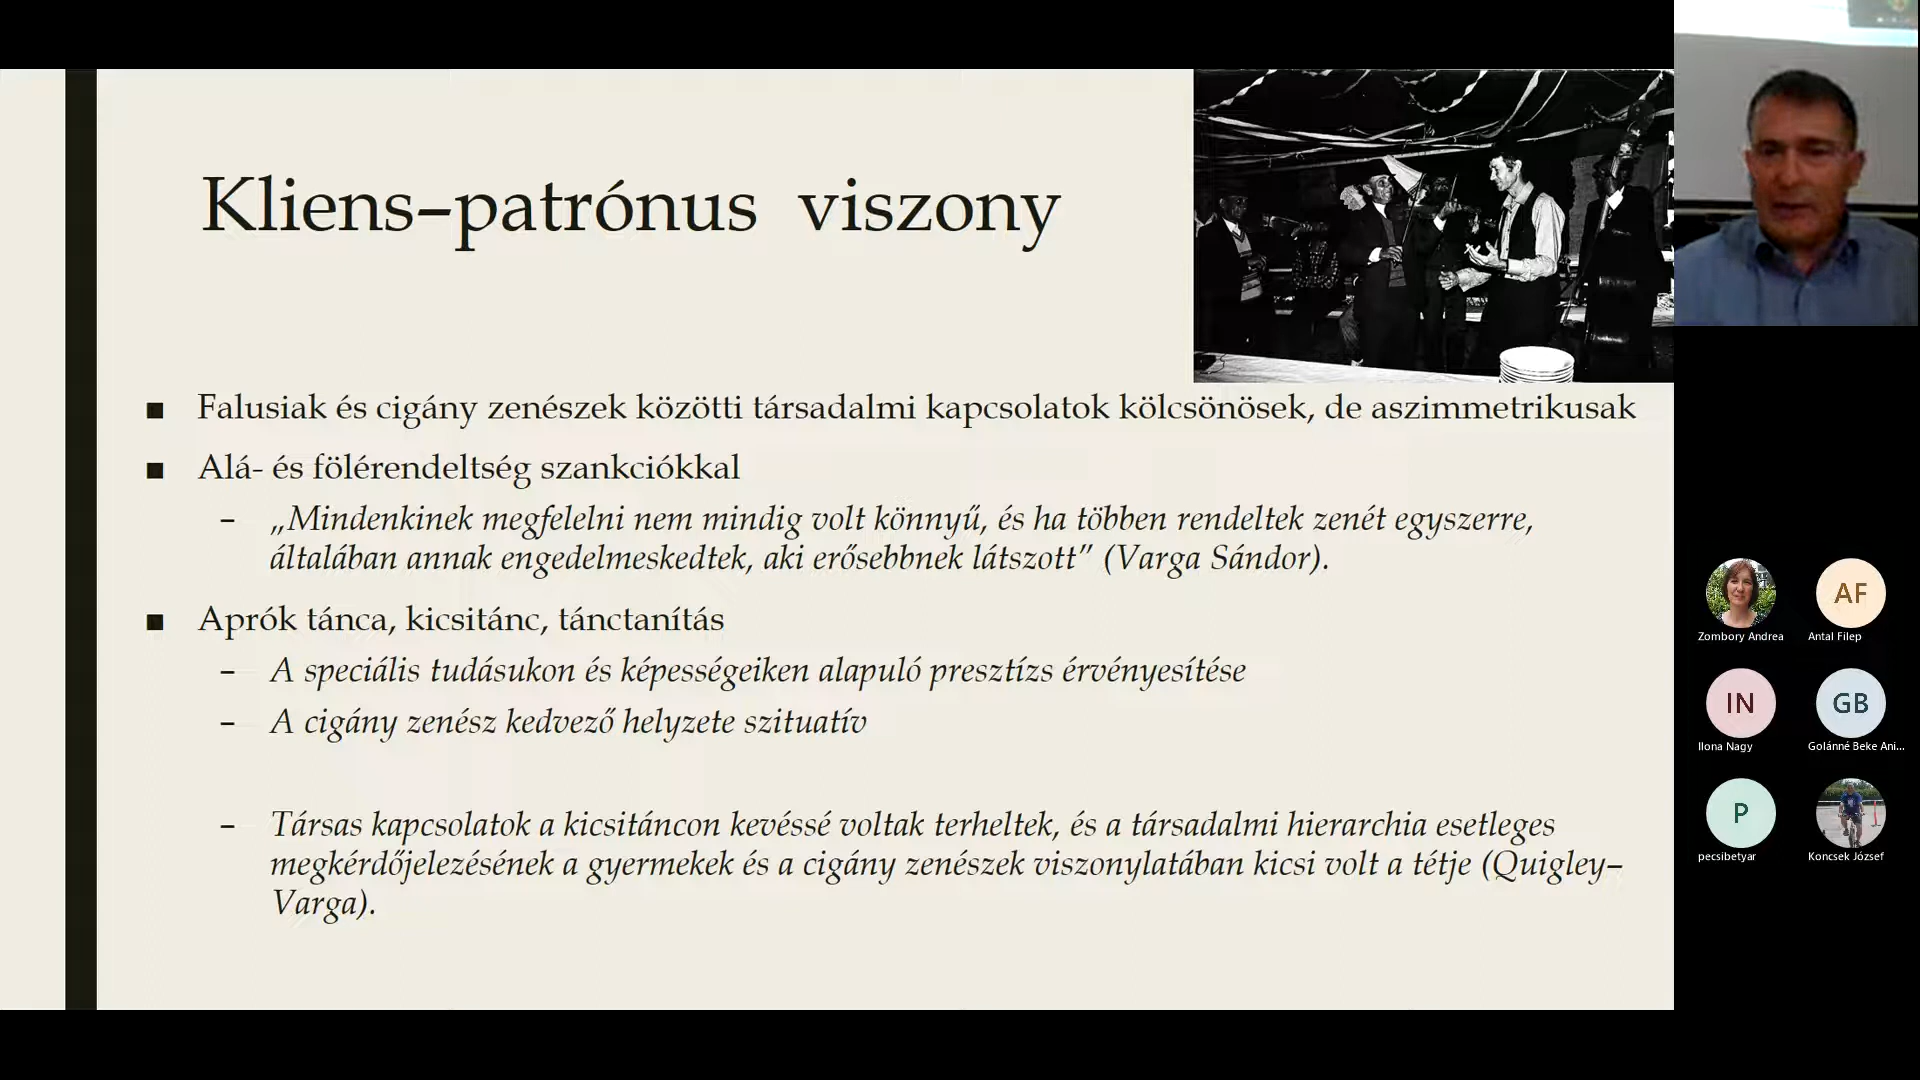 Kliens–patrónus viszony
■ Falusiak és cigány zenészek közötti társadalmi kapcsolatok kölcsönösek, de aszimmetrikusak
■ Alá- és fölérendeltség szankciókkal
– „Mindenkinek megfelelni nem mindig volt könnyű, és ha többen rendeltek zenét egyszerre,
általában annak engedelmeskedtek, aki erősebbnek látszott” (Varga Sándor).
■ Aprók tánca, kicsitánc, tánctanítás
– A speciális tudásukon és képességeiken alapuló presztízs érvényesítése
– A cigány zenész kedvező helyzete szituatív
– Társas kapcsolatok a kicsitáncon kevéssé voltak terheltek, és a társadalmi hierarchia esetleges
megkérdőjelezésének a gyermekek és a cigány zenészek viszonylatában kicsi volt a tétje (Quigley–
Varga).
Zombory Andrea
AF
Antal Filep
IN
Ilona Nagy
GB
Golánné Beke Ani...
P
pecsibetyar
Koncsek József